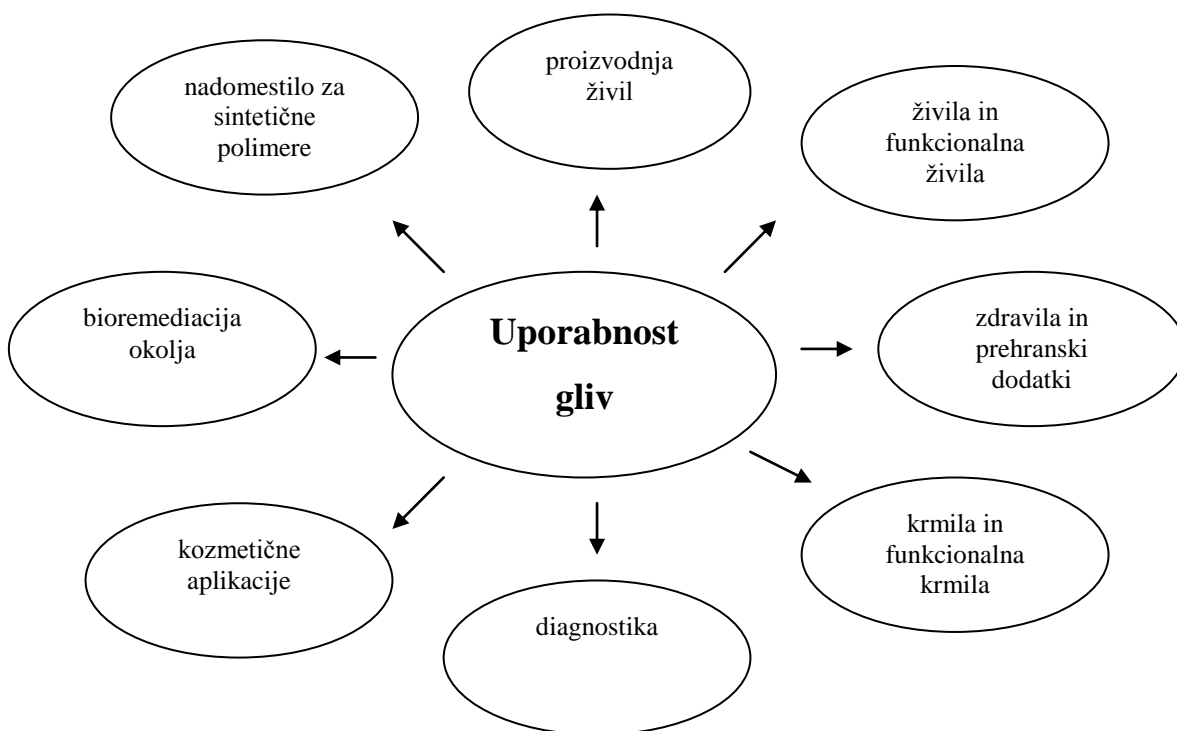 nadomestilo za
sintetične
polimere
proizvodnja
živil
živila in
funkcionalna
živila
bioremediacija
okolja
Uporabnost
gliv
zdravila in
prehranski
dodatki
kozmetične
aplikacije
diagnostika
krmila in
funkcionalna
krmila